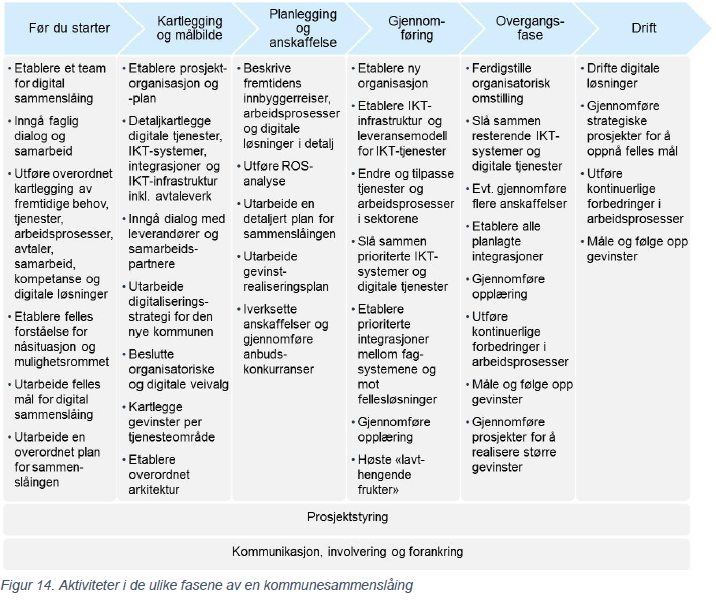 Før du starter
Kartlegging
og målbilde
Planlegging
og
anskaffelse
Gjennom-
føring
Overgangs-
fase
Drift
• Etablere et team
for digital
sammenslåing
• Inngå faglig
dialog og
samarbeid
• Utføre overordnet
kartlegging av
fremtidige behov,
tjenester,
arbeidsprosesser,
avtaler,
samarbeid,
kompetanse og
digitale løsninger
• Etablere felles
forståelse for
nåsituasjon og
mulighetsrommet
• Utarbeide felles
mål for digital
sammenslåing
• Utarbeide en
overordnet plan
for sammen-
slåingen
• Etablere prosjekt-
organisasjon og
-plan
• Detaljkartlegge
digitale tjenester,
IKT-systemer,
integrasjoner og
IKT-infrastruktur
inkl. avtaleverk
• Inngå dialog med
leverandører og
samarbeids-
partnere
• Utarbeide
digitaliserings-
strategi for den
nye kommunen
• Beslutte
organisatoriske
og digitale veivalg
• Kartlegge
gevinster per
tjenesteområde
• Etablere
overordnet
arkitektur
• Beskrive
fremtidens
innbyggerreiser,
arbeidsprosesser
og digitale
løsninger i detalj
• Utføre ROS-
analyse
• Utarbeide en
detaljert plan for
sammenslåingen
• Utarbeide
gevinst-
realiseringsplan
• Iverksette
anskaffelser og
gjennomføre
anbuds-
konkurranser
• Etablere ny
organisasjon
• Etablere IKT-
infrastruktur og
leveransemodell
for IKT-tjenester
• Endre og tilpasse
tjenester og
arbeidsprosesser
i sektorene
• Slå sammen
prioriterte IKT-
systemer og
digitale tjenester
• Etablere
prioriterte
integrasjoner
mellom fag-
systemene og
mot
fellesløsninger
• Gjennomføre
opplæring
• Høste «lavt-
hengende
frukter»
• Ferdigstille
organisatorisk
omstilling
• Slå sammen
resterende IKT-
systemer og
digitale tjenester
• Evt. gjennomføre
flere anskaffelser
• Etablere alle
planlagte
integrasjoner
• Gjennomføre
opplæring
• Utføre
kontinuerlige
forbedringer i
arbeidsprosesser
• Måle og følge opp
gevinster
• Gjennomføre
prosjekter for å
realisere større
gevinster
• Drifte digitale
løsninger
• Gjennomføre
strategiske
prosjekter for å
oppnå felles mål
• Utføre
kontinuerlige
forbedringer i
arbeidsprosesser
• Måle og følge opp
gevinster
Prosjektstyring
Kommunikasjon, involvering og forankring
Figur 14. Aktiviteter i de ulike fasene av en kommunesammenslåing